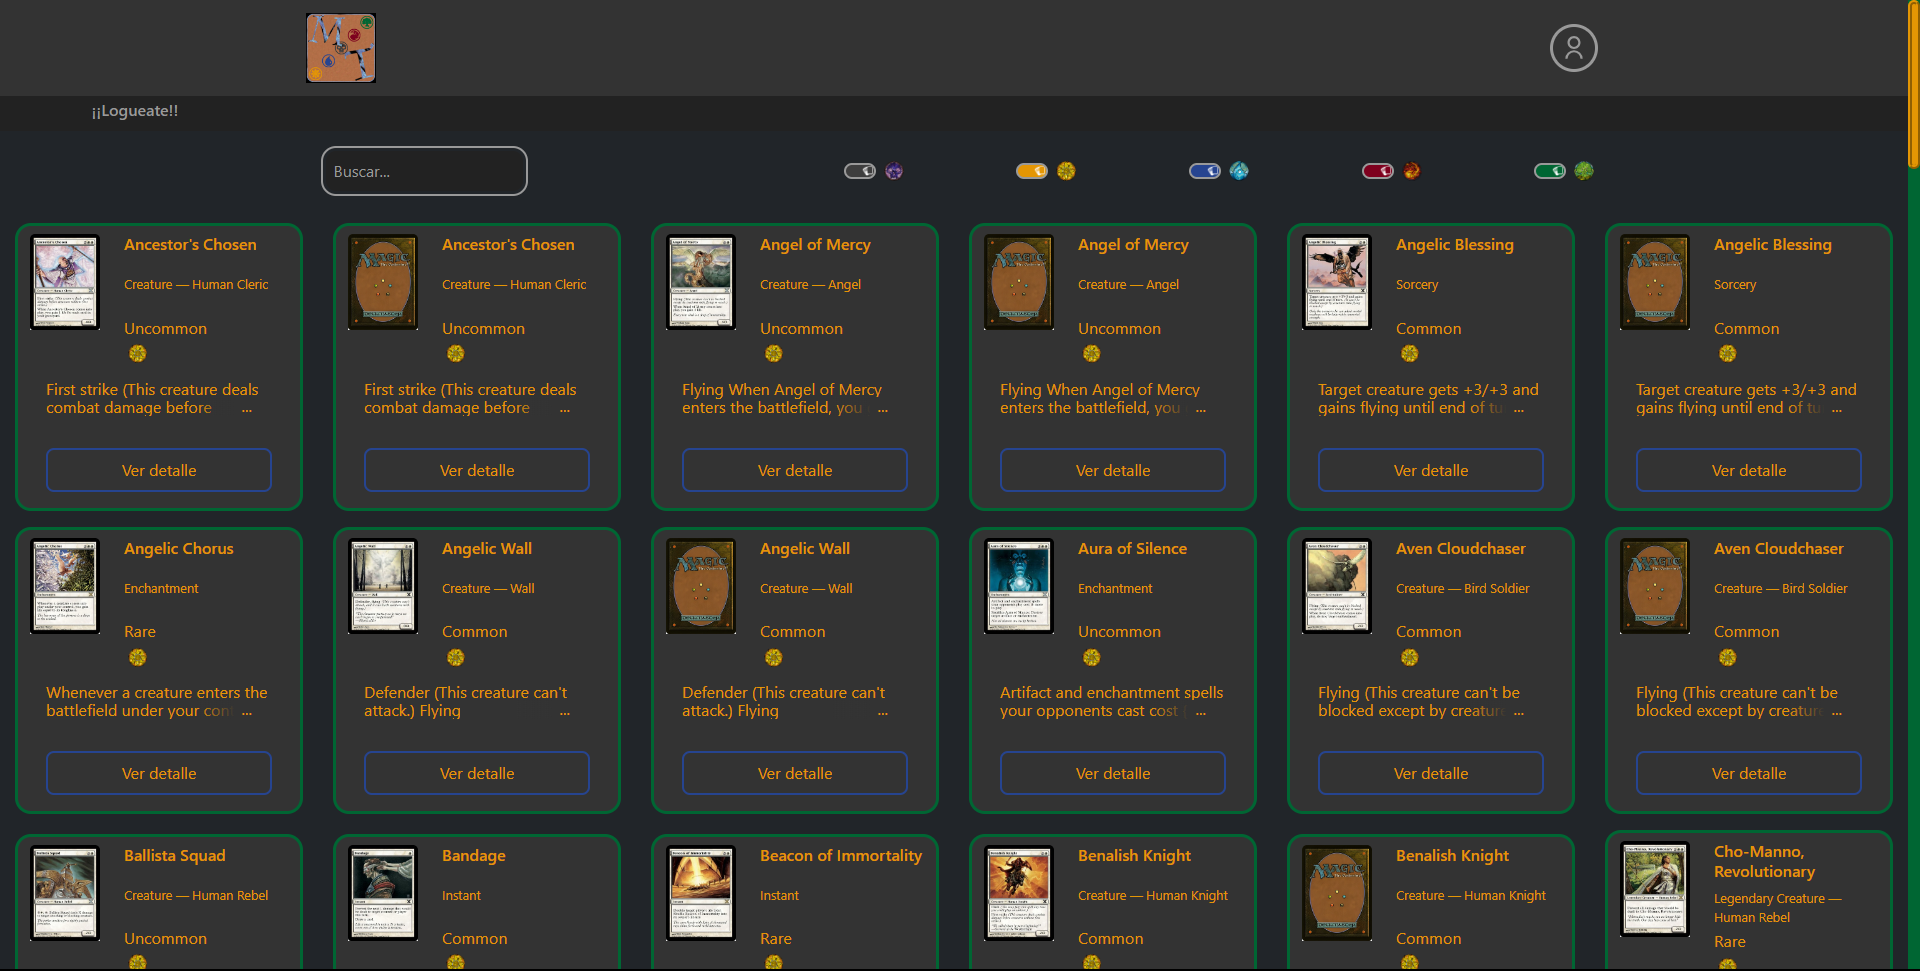 ¡¡Logueate!!
Buscar...
Ancestor's Chosen
Creature — Human Cleric
Uncommon
First strike (This creature deals
combat damage before ...
Ver detalle
Ancestor's Chosen
Creature — Human Cleric
Uncommon
First strike (This creature deals
combat damage before ...
Ver detalle
Angel of Mercy
Creature — Angel
Uncommon
Flying When Angel of Mercy
enters the battlefield, you ...
Ver detalle
Angel of Mercy
Creature — Angel
Uncommon
Flying When Angel of Mercy
enters the battlefield, you ...
Ver detalle
Angelic Blessing
Sorcery
Common
Target creature gets +3/+3 and
gains flying until end of tu ...
Ver detalle
Angelic Blessing
Sorcery
Common
Target creature gets +3/+3 and
gains flying until end of tu ...
Ver detalle
Angelic Chorus
Enchantment
Rare
Whenever a creature enters the
battlefield under your con ...
Ver detalle
Angelic Wall
Creature — Wall
Common
Defender (This creature can't
attack.) Flying ...
Ver detalle
Angelic Wall
Creature — Wall
Common
Defender (This creature can't
attack.) Flying ...
Ver detalle
Aura of Silence
Enchantment
Uncommon
Artifact and enchantment spells
your opponents cast cost ...
Ver detalle
Aven Cloudchaser
Creature — Bird Soldier
Common
Flying (This creature can't be
blocked except by creatur ...
Ver detalle
Aven Cloudchaser
Creature — Bird Soldier
Common
Flying (This creature can't be
blocked except by creatun ...
Ver detalle
Ballista Squad
Creature — Human Rebel
Uncommon
Bandage
Instant
Common
Beacon of Immortality
Instant
Rare
Benalish Knight
Creature — Human Knight
Common
Benalish Knight
Creature — Human Knight
Common
Cho-Manno,
Revolutionary
Legendary Creature —
Human Rebel
Rare